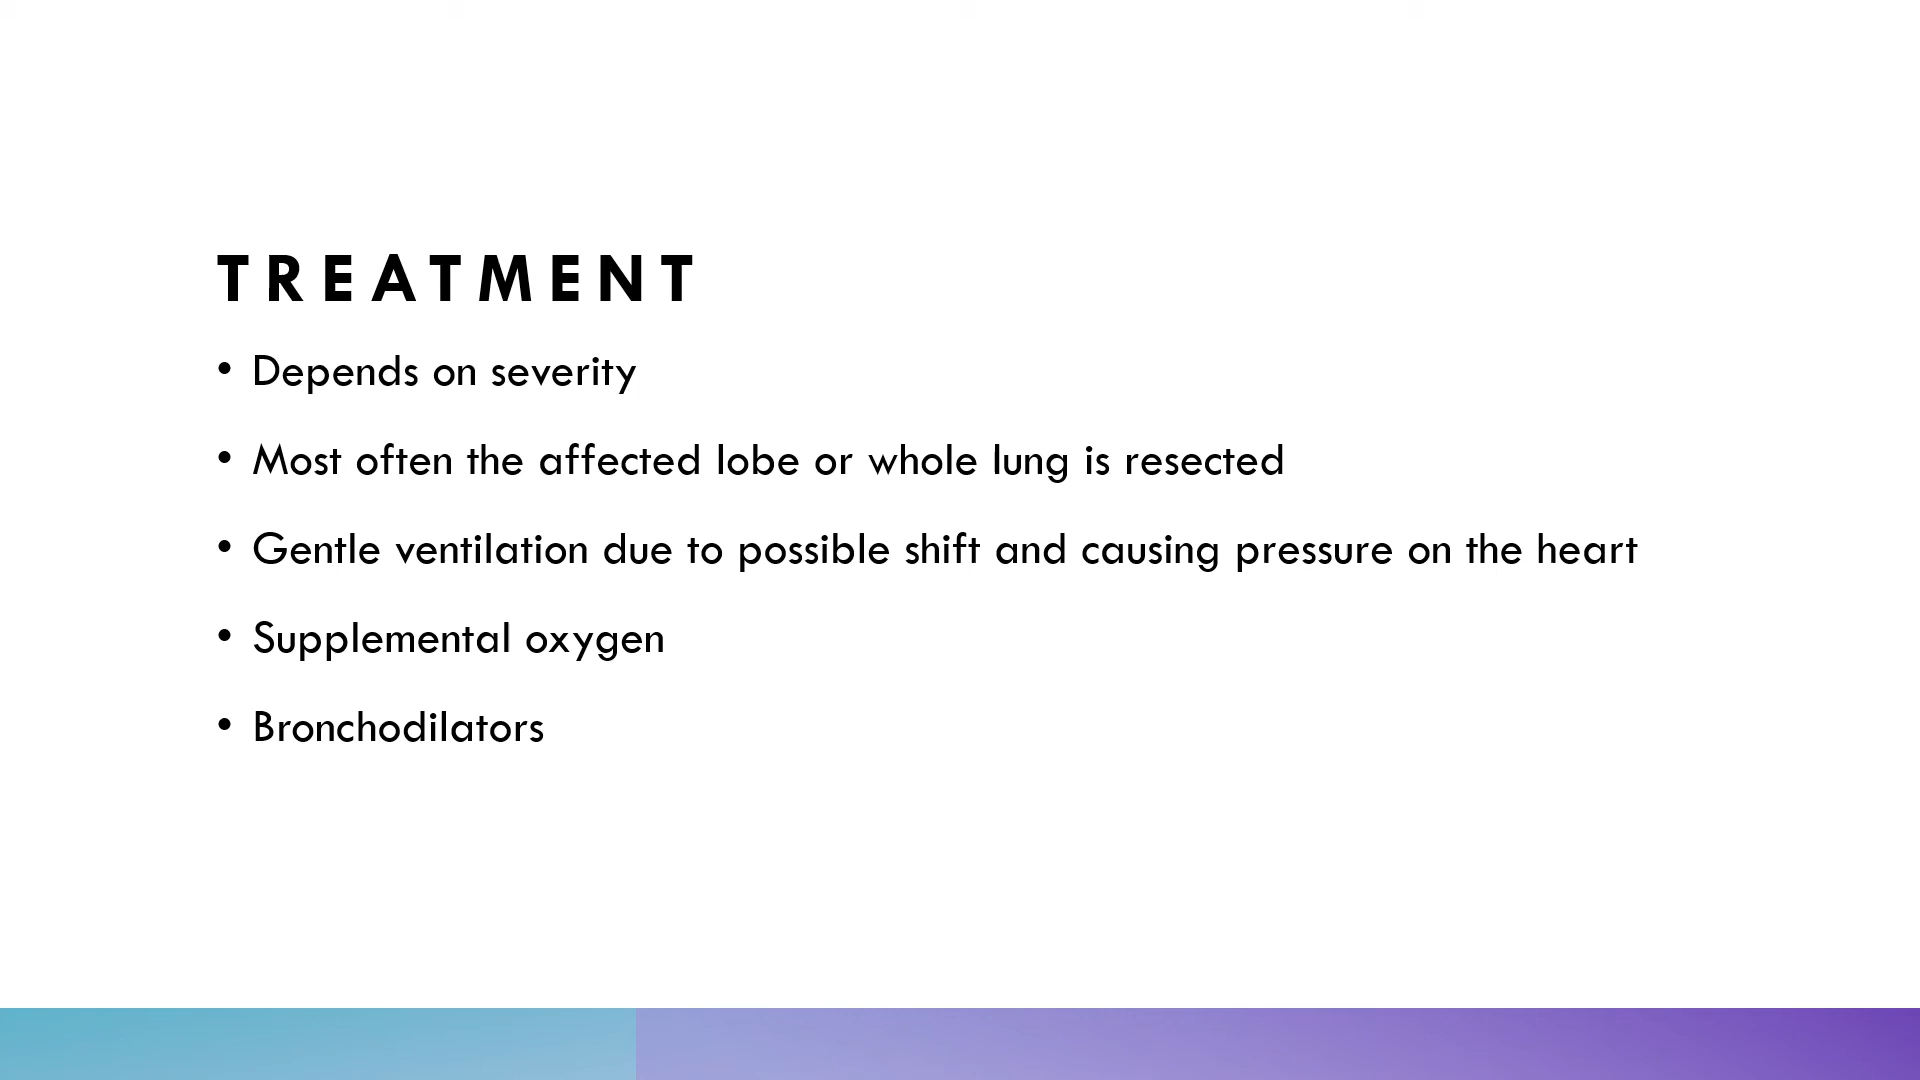 TREATMENT
• Depends on severity
• Most often the affected lobe or whole lung is resected
• Gentle ventilation due to possible shift and causing pressure on the heart
• Supplemental oxygen
• Bronchodilators